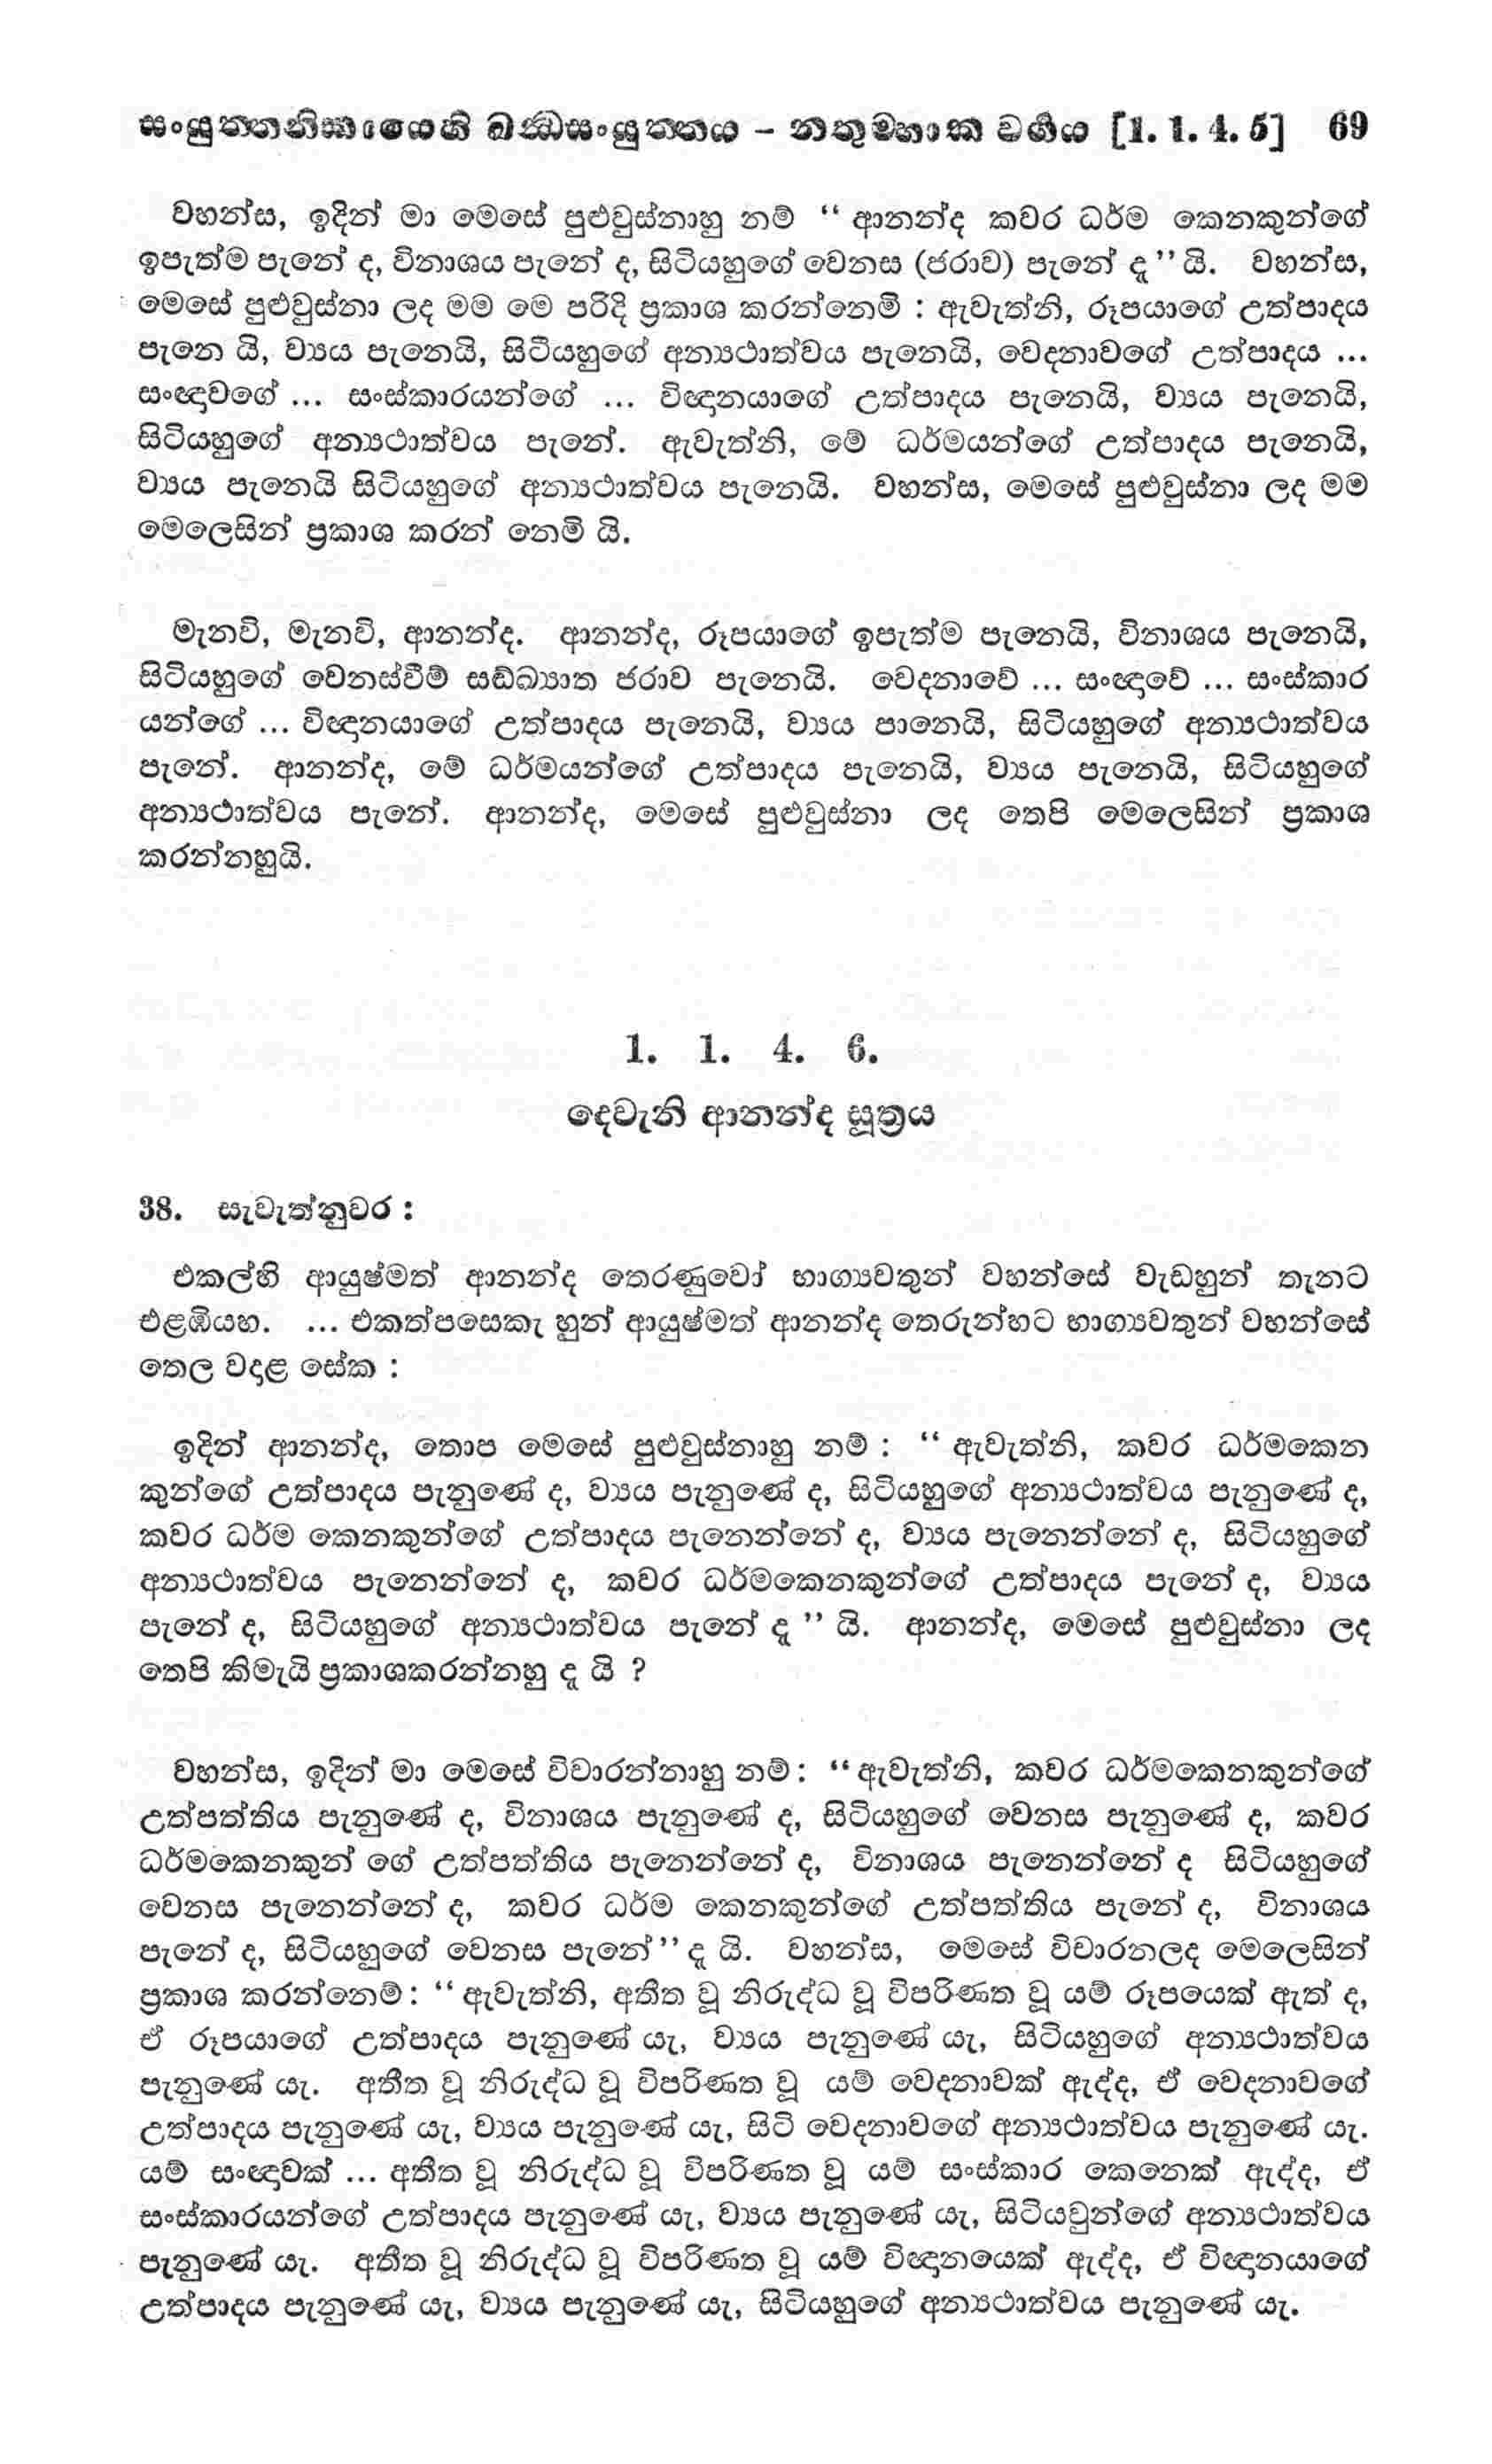 සංයුත්තනිකායෙහි ඛන්ධසංයුත්තය – නතුම්හාක වර්ගය [1. 1. 4. 5] 69
වහන්ස, ඉදින් මා මෙසේ පුළුවුස්නාහු නම් “ ආනන්ද කවර ධර්ම කෙනකුන්ගේ
ඉපැත්ම පැනේ ද, විනාශය පැනේ ද, සිටියහුගේ වෙනස (ජරාව) පැනේ දැ” යි. වහන්ස,
මෙසේ පුළුවුස්නා ලද මම මෙ පරිදි ප්‍රකාශ කරන්නෙමි : ඇවැත්නි, රූපයාගේ උත්පාදය
පැනෙ යි, ව්‍යය පැනෙයි, සිටියහුගේ අන්‍යථාත්වය පැනෙයි, වේදනාවගේ උත්පාදය ...
සංඥාවගේ ... සංස්කාරයන්ගේ ... විඥානයාගේ උත්පාදය පැනෙයි, ව්‍යය පැනෙයි,
සිටියහුගේ අන්‍යථාත්වය පැනේ. ඇවැත්නි, මේ ධර්මයන්ගේ උත්පාදය පැනෙයි,
ව්‍යය පැනෙයි සිටියහුගේ අන්‍යථාත්වය පැනෙයි. වහන්ස, මෙසේ පුළුවුස්නා ලද මම
මෙලෙසින් ප්‍රකාශ කරන් නෙමි යි.
මැනවි, මැනවි, ආනන්ද. ආනන්ද, රූපයාගේ ඉපැත්ම පැනෙයි, විනාශය පැනෙයි,
සිටියහුගේ වෙනස්වීම් සඞ්ඛ්‍යාත ජරාව පැනෙයි. වෙදනාවේ ... සංඥාවේ ... සංස්කාර
යන්ගේ ... විඥානයාගේ උත්පාදය පැනෙයි, ව්‍යය පානෙයි, සිටියහුගේ අන්‍යථාත්වය
පැනේ. ආනන්ද, මේ ධර්මයන්ගේ උත්පාදය පැනෙයි, ව්‍යය පැනෙයි, සිටියහුගේ
අන්‍යථාත්වය පැනේ. ආනන්ද, මෙසේ පුළුවුස්නා ලද තෙපි මෙලෙසින් ප්‍රකාශ
කරන්නහුයි.
1. 1. 4. 6.
දෙවැනි ආනන්ද සූත්‍රය
38. සැවැත්නුවර :
එකල්හි ආයුෂ්මත් ආනන්ද තෙරණුවෝ භාග්‍යවතුන් වහන්සේ වැඩහුන් තැනට
එළඹියහ. ... එකත්පසෙකැ හුන් ආයුෂ්මත් ආනන්ද තෙරුන්හට භාග්‍යවතුන් වහන්සේ
තෙල වදාළ සේක :
ඉදින් ආනන්ද, තොප මෙසේ පුළුවුස්නාහු නම් : “ ඇවැත්නි, කවර ධර්මකෙන
කුන්ගේ උත්පාදය පැනුණේ ද, ව්‍යය පැනුණේ ද, සිටියහුගේ අන්‍යථාත්වය පැනුණේ ද,
කවර ධර්ම කෙනකුන්ගේ උත්පාදය පැනෙන්නේ ද, ව්‍යය පැනෙන්නේ ද, සිටියහුගේ
අන්‍යථාත්වය පැනෙන්නේ ද, කවර ධර්මකෙනකුන්ගේ උත්පාදය පැනේ ද, ව්‍යය
පැනේ ද, සිටියහුගේ අන්‍යථාත්වය පැනේ දැ ” යි. ආනන්ද, මෙසේ පුළුවුස්නා ලද
තෙපි කිමැයි ප්‍රකාශකරන්නහු දැ යි ?
වහන්ස, ඉදින් මා මෙසේ විචාරන්නාහු නම් : “ ඇවැත්නි, කවර ධර්මකෙනකුන්ගේ
උත්පත්තිය පැනුණේ ද, විනාශය පැනුණේ ද, සිටියහුගේ වෙනස පැනුණේ ද, කවර
ධර්මකෙනකුන් ගේ උත්පත්තිය පැනෙන්නේ ද, විනාශය පැනෙන්නේ ද සිටියහුගේ
වෙනස පැනෙන්නේ ද, කවර ධර්ම කෙනකුන්ගේ උත්පත්තිය පැනේ ද, විනාශය
පැනේ ද, සිටියහුගේ වෙනස පැනේ” දැ යි. වහන්ස, මෙසේ විචාරනලද මෙලෙසින්
ප්‍රකාශ කරන්නෙම් : “ ඇවැත්නි, අතීත වූ නිරුද්ධ වූ විපරිණත වූ යම් රූපයෙක් ඇත් ද,
ඒ රූපයාගේ උත්පාදය පැනුණේ යැ, ව්‍යය පැනුණේ යැ, සිටියහුගේ අන්‍යථාත්වය
පැනුණේ යැ. අතීත වූ නිරුද්ධ වූ විපරිණත වූ යම් වෙදනාවක් ඇද්ද, ඒ වෙදනාවගේ
උත්පාදය පැනුණේ යැ, ව්‍යය පැනුණේ යැ, සිටි වෙදනාවගේ අන්‍යථාත්වය පැනුණේ යැ.
යම් සංඥාවක් ... අතීත වූ නිරුද්ධ වූ විපරිණත වූ යම් සංස්කාර කෙනෙක් ඇද්ද, ඒ
සංස්කාරයන්ගේ උත්පාදය පැනුණේ යැ, ව්‍යය පැනුණේ යැ, සිටියවුන්ගේ අන්‍යථාත්වය
පැනුණේ යැ. අතීත වූ නිරුද්ධ වූ විපරිණත වූ යම් විඥානයෙක් ඇද්ද, ඒ විඥානයාගේ
උත්පාදය පැනුණේ යැ, ව්‍යය පැනුණේ යැ, සිටියහුගේ අන්‍යථාත්වය පැනුණේ යැ.